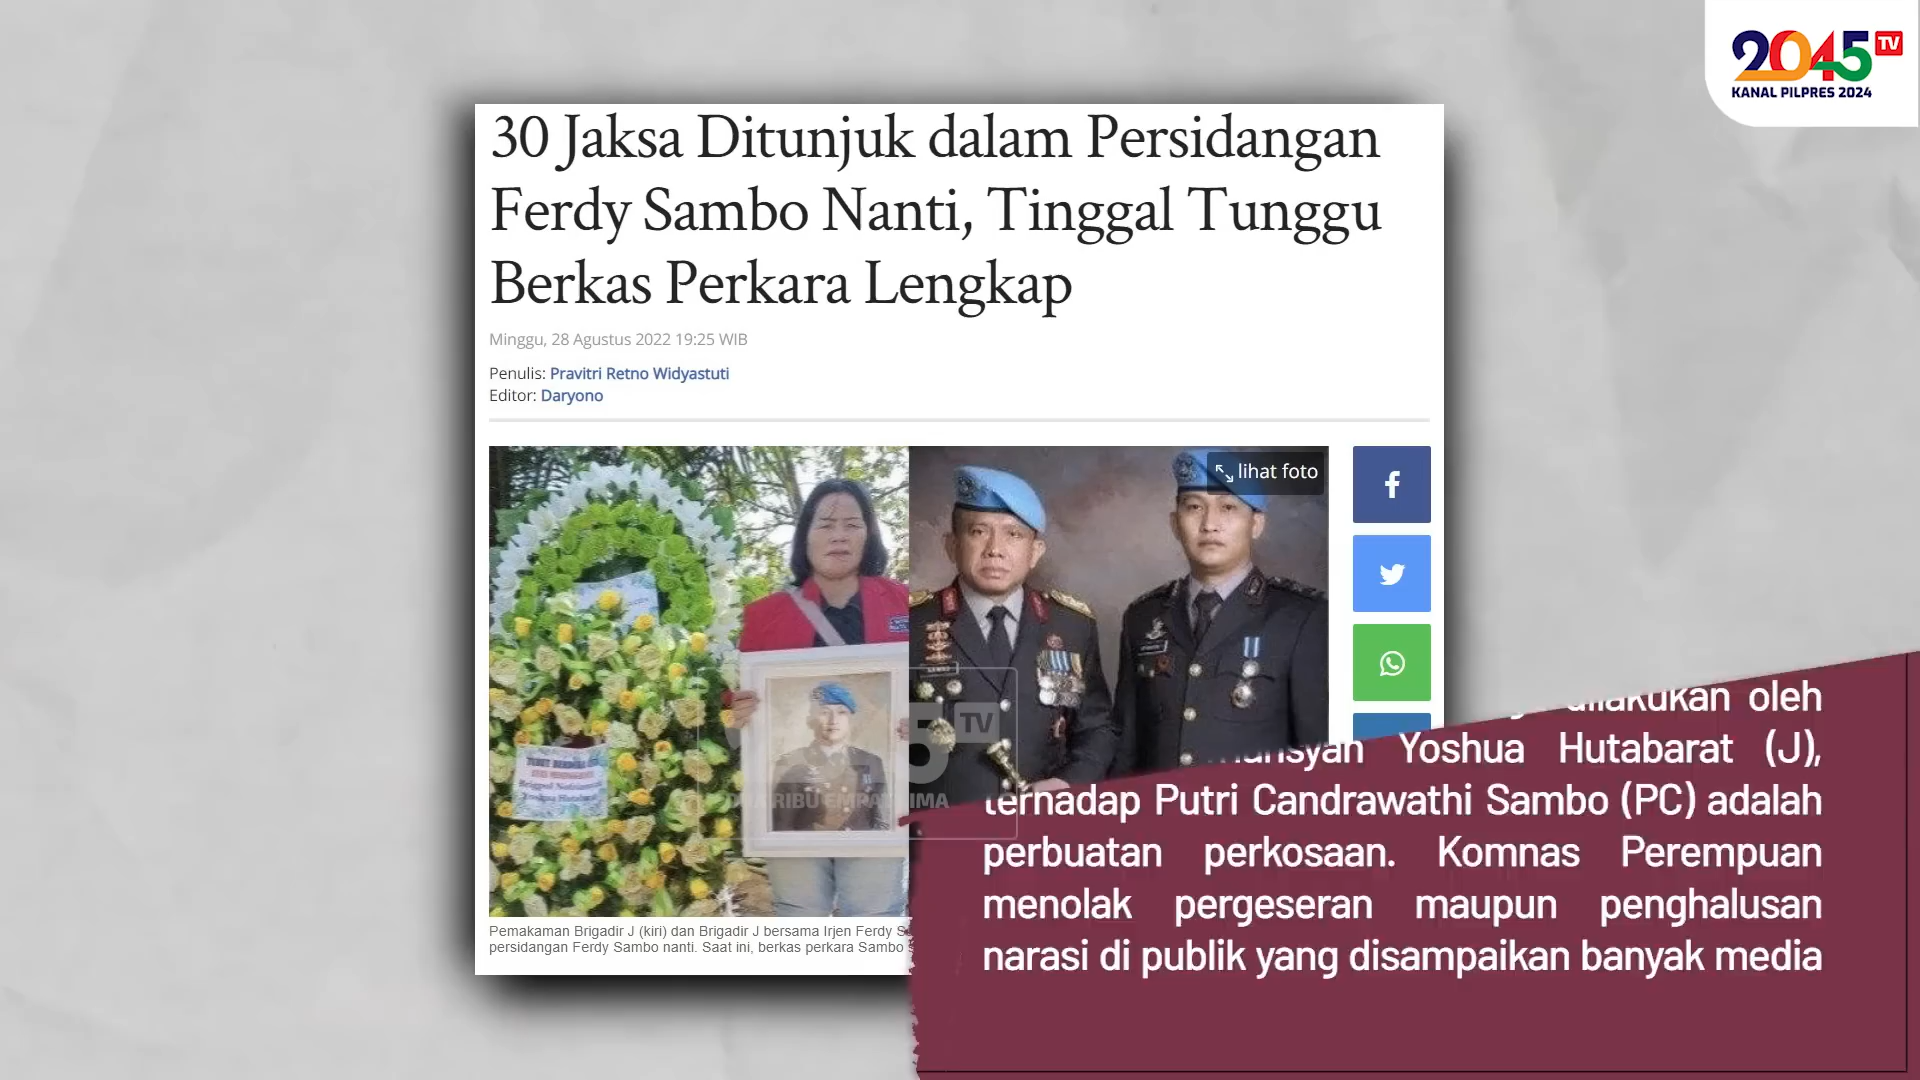 2045 TV
KANAL PILPRES 2024
30 Jaksa Ditunjuk dalam Persidangan
Ferdy Sambo Nanti, Tinggal Tunggu
Berkas Perkara Lengkap
Minggu, 28 Agustus 2022 19:25 WIB
Penulis: Pravitri Retno Widyastuti
Editor: Daryono
lihat foto
Pemakaman Brigadir J (kiri) dan Brigadir J bersama Irjen Ferdy
persidangan Ferdy Sambo nanti. Saat ini, berkas perkara Sambo
dilakukan oleh
Yoshua Hutabarat (J),
terhadap Putri Candrawathi Sambo (PC) adalah
perbuatan perkosaan. Komnas Perempuan
menolak pergeseran maupun penghalusan
narasi di publik yang disampaikan banyak media